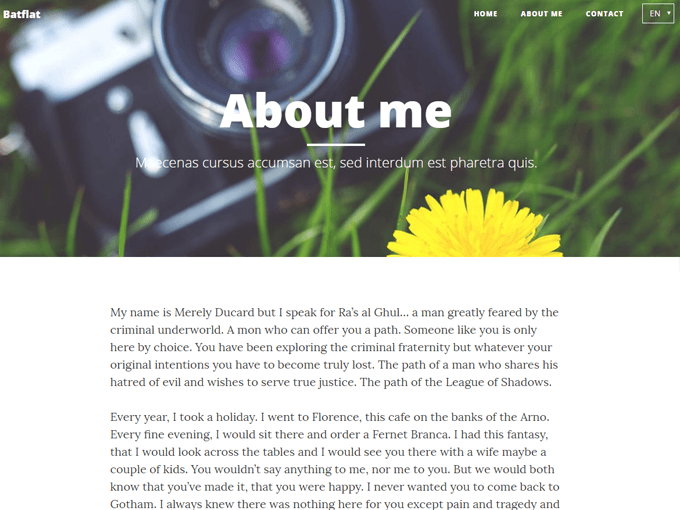 Batflat
HOME
ABOUT ME
CONTACT
EN
About me
Maecenas cursus accumsan est, sed interdum est pharetra quis.
My name is Merely Ducard but I speak for Ra’s al Ghul… a man greatly feared by the
criminal underworld. A mon who can offer you a path. Someone like you is only
here by choice. You have been exploring the criminal fraternity but whatever your
original intentions you have to become truly lost. The path of a man who shares his
hatred of evil and wishes to serve true justice. The path of the League of Shadows.
Every year, I took a holiday. I went to Florence, this cafe on the banks of the Arno.
Every fine evening, I would sit there and order a Fernet Branca. I had this fantasy,
that I would look across the tables and I would see you there with a wife maybe a
couple of kids. You wouldn’t say anything to me, nor me to you. But we would both
know that you’ve made it, that you were happy. I never wanted you to come back to
Gotham. I always knew there was nothing here for you except pain and tragedy and